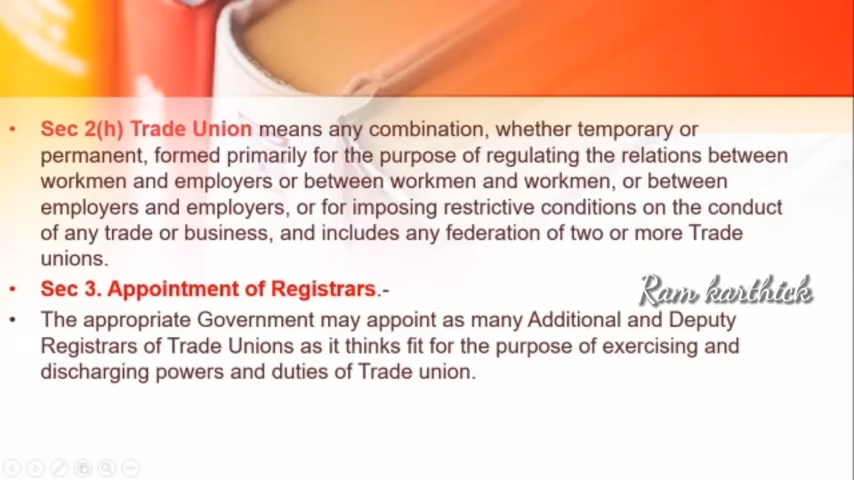 • Sec 2(h) Trade Union means any combination, whether temporary or
permanent, formed primarily for the purpose of regulating the relations between
workmen and employers or between workmen and workmen, or between
employers and employers, or for imposing restrictive conditions on the conduct
of any trade or business, and includes any federation of two or more Trade
unions.
• Sec 3. Appointment of Registrars.-
Ram karthick
• The appropriate Government may appoint as many Additional and Deputy
Registrars of Trade Unions as it thinks fit for the purpose of exercising and
discharging powers and duties of Trade union.